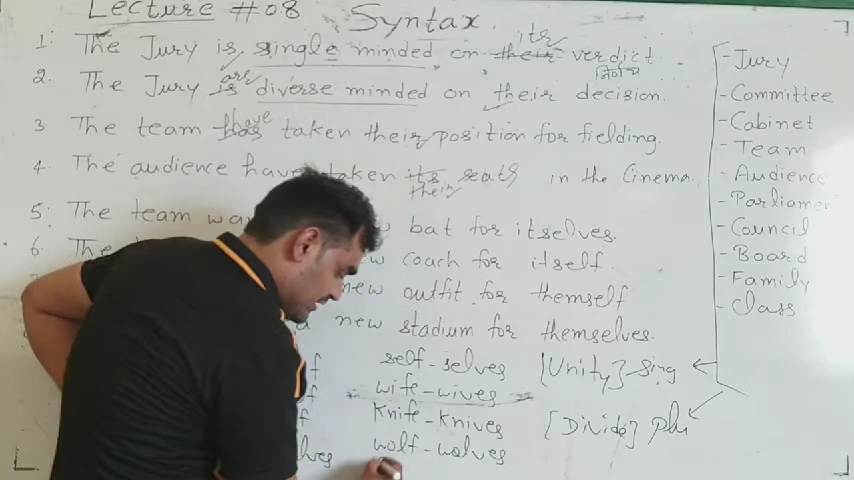 Lecture #08 Syntax
1: The Jury is single minded on their its verdict
निर्णय
2. The Jury is are diverse minded on their decision.
3 The team has have taken their position for fielding.
4. The audience have taken its seats in the Cinema.
their
5: The team wa bat for itselves.
6. The new coach for itself.
new outfit for themself
a new stadium for themselves.
self-selves [Unity] Sing
wife-wives
Knife-Knives [Divide] Plu
wolf-wolves
lves
- Jury
- Committee
- Cabinet
- Team
- Audience
- Parliamen
- Council
- Board
- Family
- Class